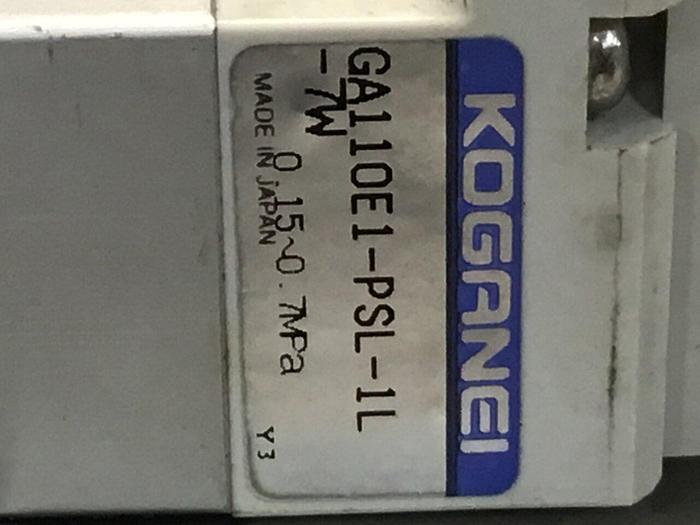 KOGANEI
GA110E1-PSL-1L
-7W
0.15~0.7MPa
MADE IN JAPAN
Y3